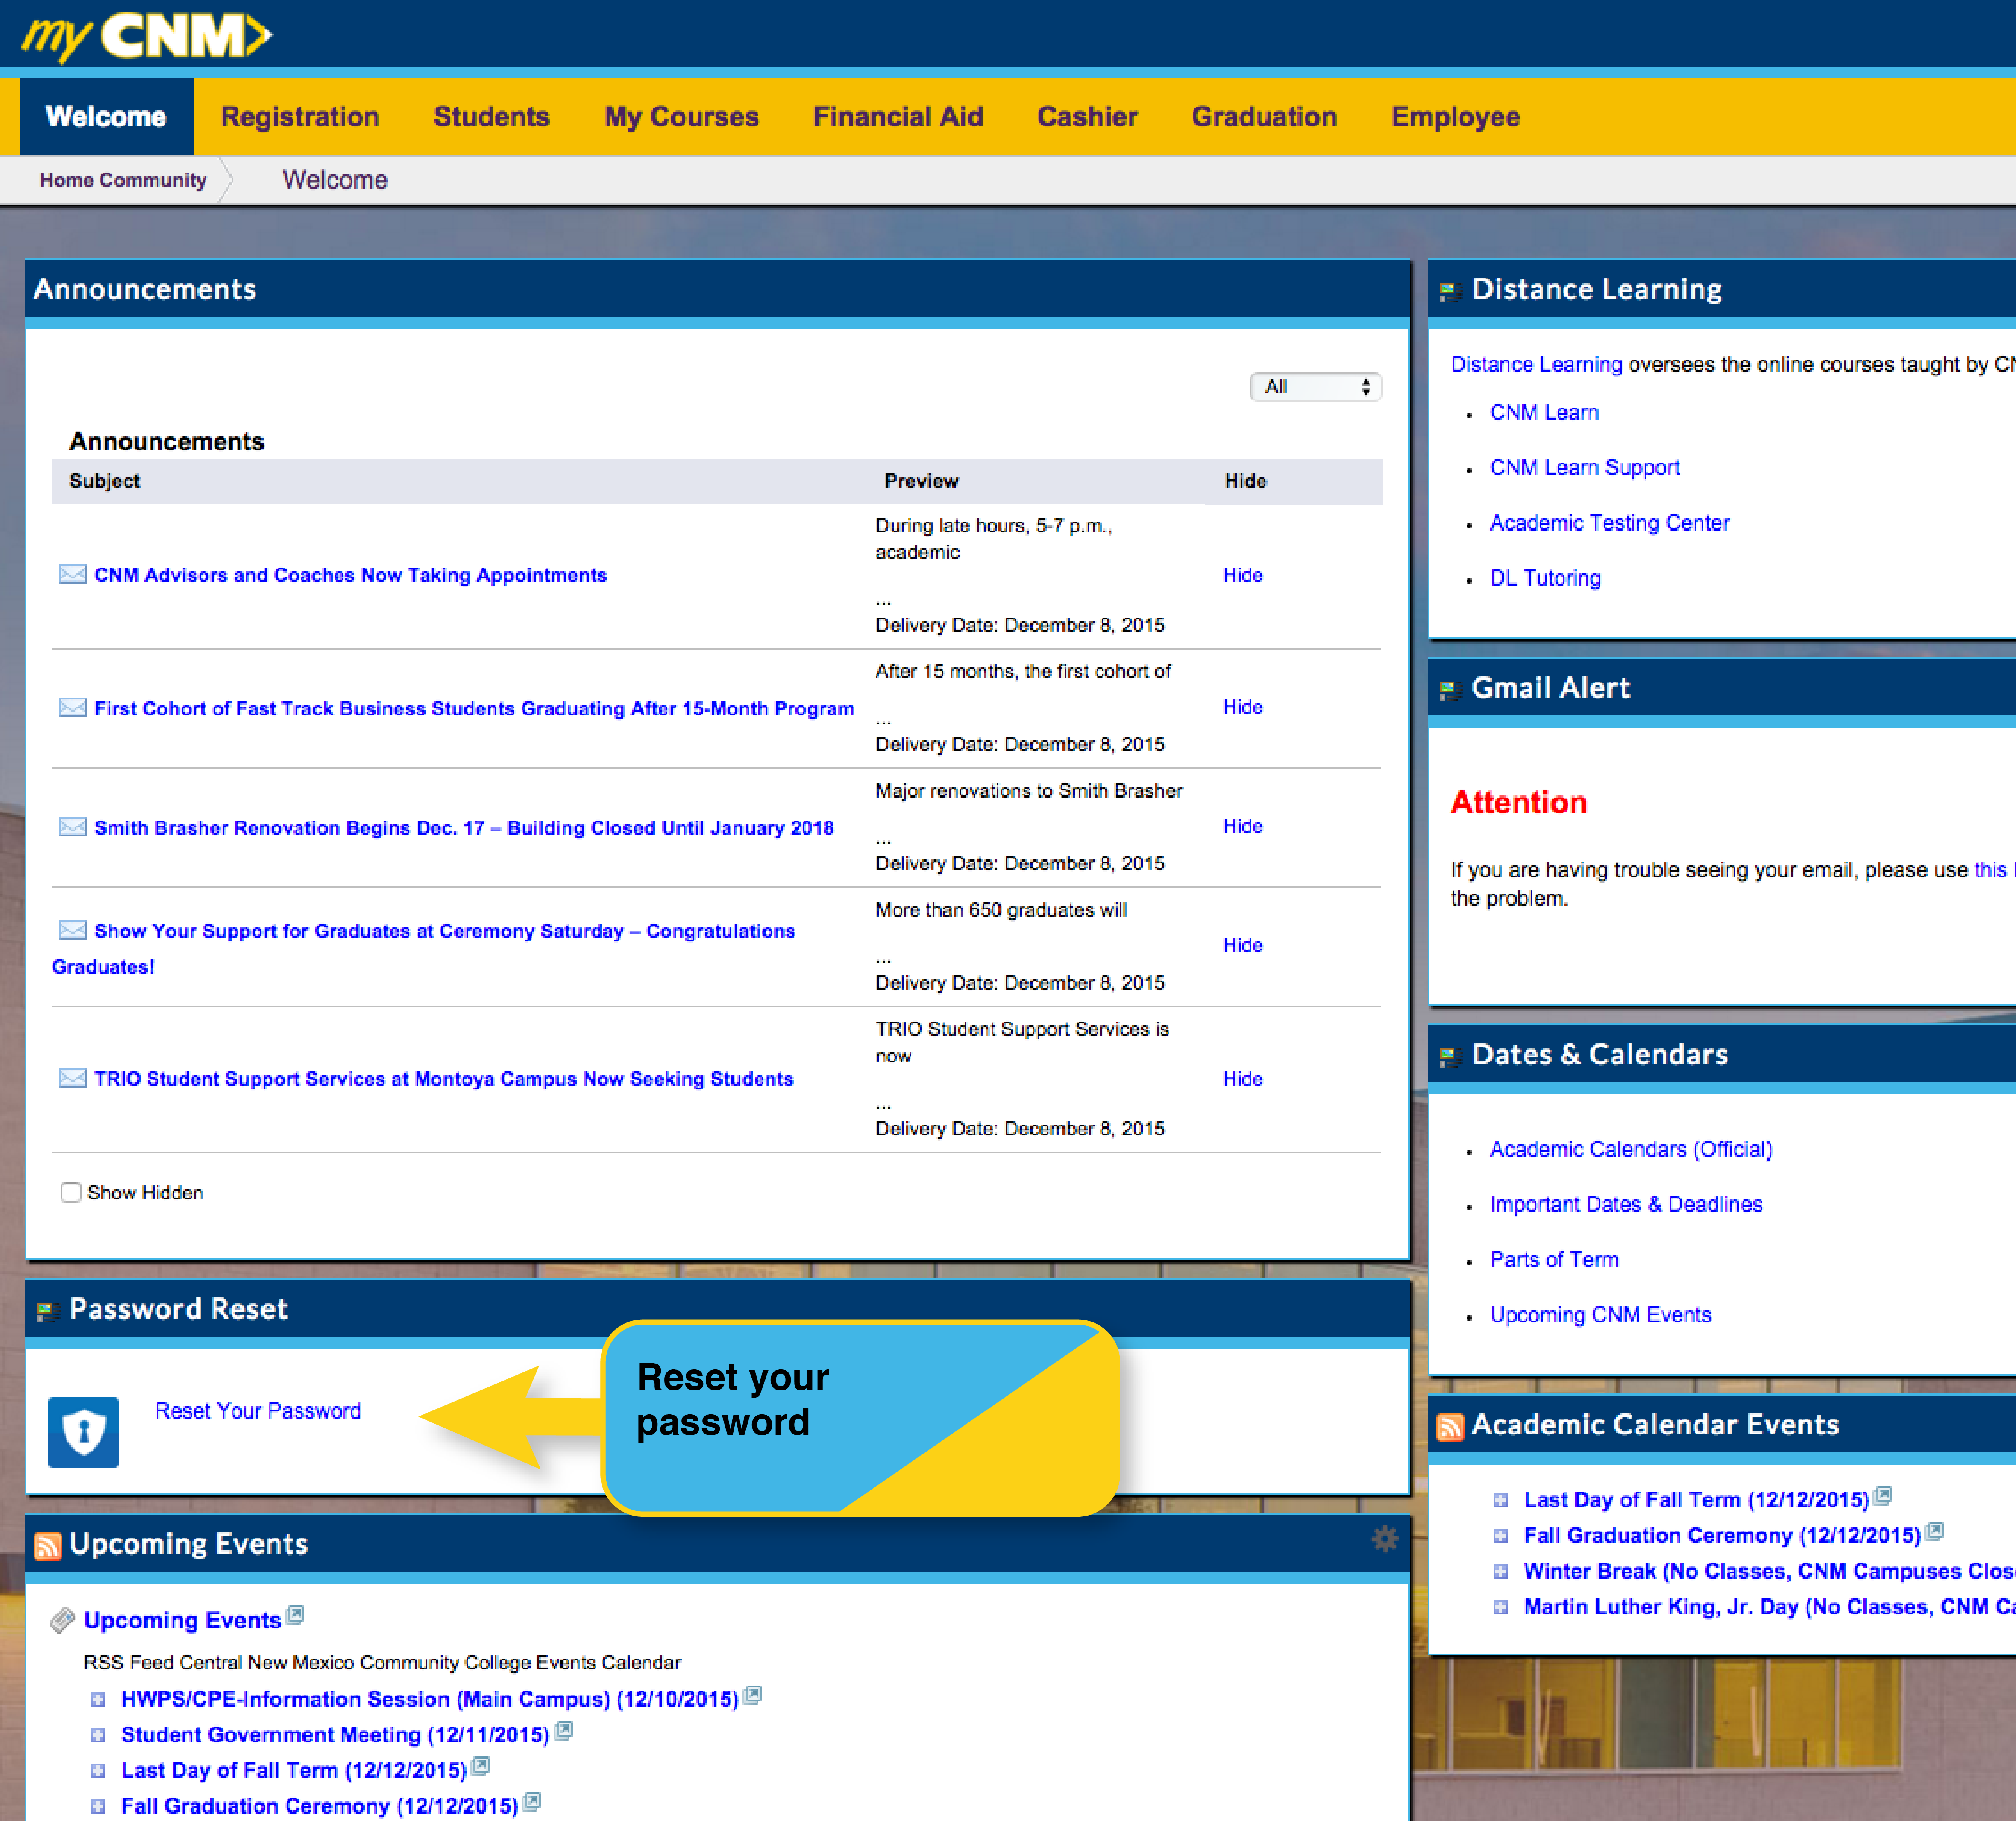 my CNM
Welcome Registration Students My Courses Financial Aid Cashier Graduation Employee
Home Community Welcome
Announcements
All
Announcements
Subject Preview Hide
CNM Advisors and Coaches Now Taking Appointments
During late hours, 5-7 p.m.,
academic
...
Delivery Date: December 8, 2015
Hide
First Cohort of Fast Track Business Students Graduating After 15-Month Program
After 15 months, the first cohort of
...
Delivery Date: December 8, 2015
Hide
Smith Brasher Renovation Begins Dec. 17 – Building Closed Until January 2018
Major renovations to Smith Brasher
...
Delivery Date: December 8, 2015
Hide
Show Your Support for Graduates at Ceremony Saturday – Congratulations
Graduates!
More than 650 graduates will
...
Delivery Date: December 8, 2015
Hide
TRIO Student Support Services at Montoya Campus Now Seeking Students
TRIO Student Support Services is
now
...
Delivery Date: December 8, 2015
Hide
Show Hidden
Password Reset
Reset Your Password
Reset your
password
Upcoming Events
Upcoming Events
RSS Feed Central New Mexico Community College Events Calendar
HWPS/CPE-Information Session (Main Campus) (12/10/2015)
Student Government Meeting (12/11/2015)
Last Day of Fall Term (12/12/2015)
Fall Graduation Ceremony (12/12/2015)
Distance Learning
Distance Learning oversees the online courses taught by
CNM Learn
CNM Learn Support
Academic Testing Center
DL Tutoring
Gmail Alert
Attention
If you are having trouble seeing your email, please use this
the problem.
Dates & Calendars
Academic Calendars (Official)
Important Dates & Deadlines
Parts of Term
Upcoming CNM Events
Academic Calendar Events
Last Day of Fall Term (12/12/2015)
Fall Graduation Ceremony (12/12/2015)
Winter Break (No Classes, CNM Campuses
Martin Luther King, Jr. Day (No Classes, CNM